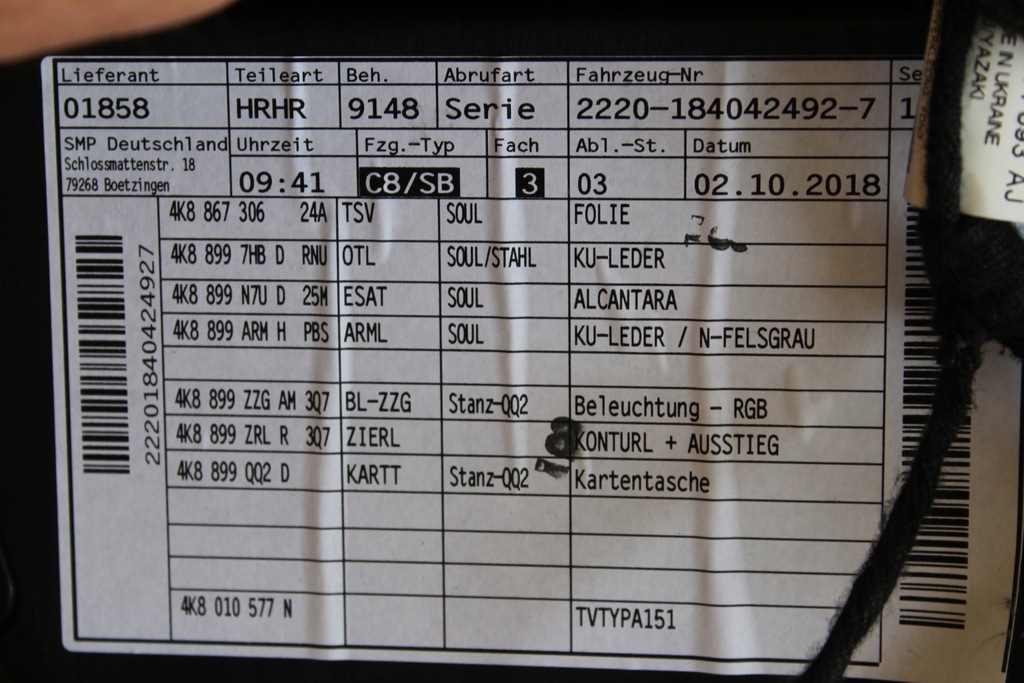 Lieferant Teileart Beh. Abrufart Fahrzeug-Nr
01858 HRHR 9148 Serie 2220-184042492-7
SMP Deutschland Uhrzeit Fzg.-Typ Fach Abl.-St. Datum
Schlossmattenstr. 18
79268 Boetzingen 09:41 C8/SB 3 03 02.10.2018
4K8 867 306 24A TSV SOUL FOLIE
4K8 899 7HB D RNU OTL SOUL/STAHL KU-LEDER
4K8 899 N7U D 25M ESAT SOUL ALCANTARA
4K8 899 ARM H PBS ARML SOUL KU-LEDER / N-FELSGRAU
4K8 899 ZZG AM 3Q7 BL-ZZG Stanz-QQ2 Beleuchtung - RGB
4K8 899 ZRL R 3Q7 ZIERL KONTURL + AUSSTIEG
4K8 899 QQ2 D KARTT Stanz-QQ2 Kartentasche
4K8 010 577 N TVTYPA151
2220184042492​7
UKRAINE
YAZAKI
AJ